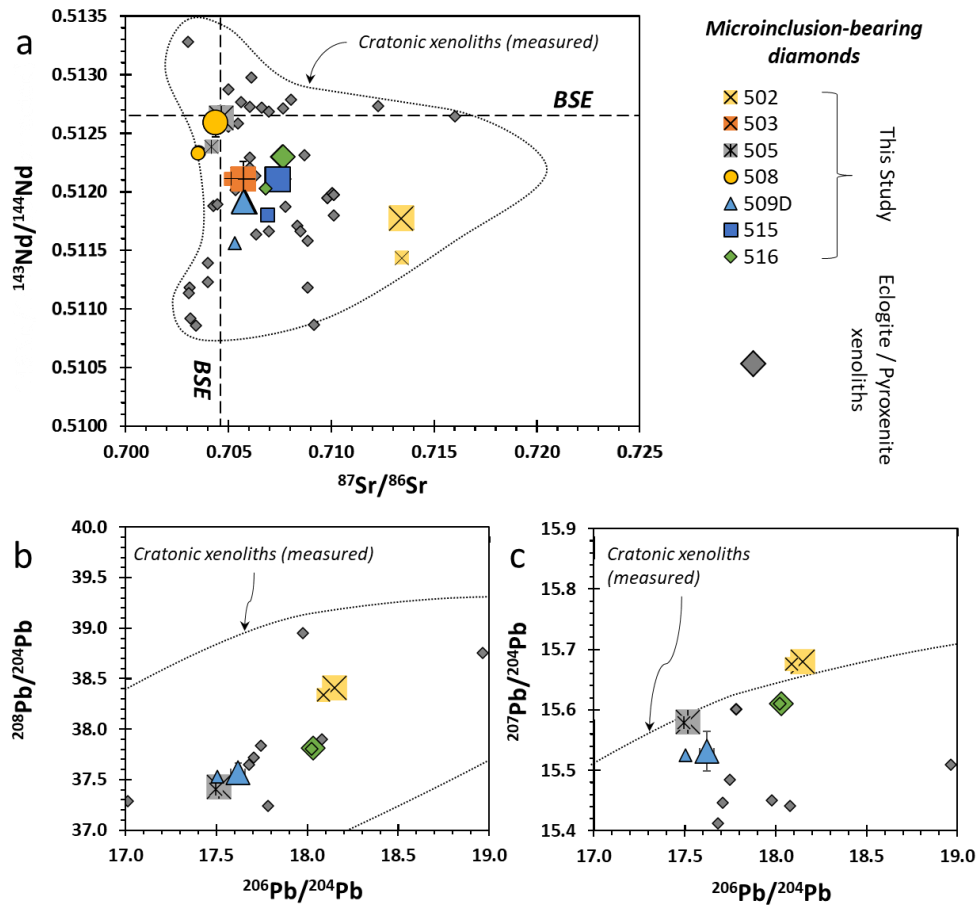 a
0.5135
0.5130
0.5125
0.5120
0.5115
0.5110
0.5105
0.5100
¹⁴³Nd/¹⁴⁴Nd
Cratonic xenoliths (measured)
BSE
BSE
0.700 0.705 0.710 0.715 0.720 0.725
⁸⁷Sr/⁸⁶Sr
Microinclusion-bearing
diamonds
502
503
505
508
509D
515
516
This Study
Eclogite / Pyroxenite
xenoliths
b
40.0
39.5
39.0
38.5
38.0
37.5
37.0
²⁰⁸Pb/²⁰⁴Pb
Cratonic xenoliths (measured)
17.0 17.5 18.0 18.5 19.0
²⁰⁶Pb/²⁰⁴Pb
c
15.9
15.8
15.7
15.6
15.5
15.4
²⁰⁷Pb/²⁰⁴Pb
Cratonic xenoliths
(measured)
17.0 17.5 18.0 18.5 19.0
²⁰⁶Pb/²⁰⁴Pb